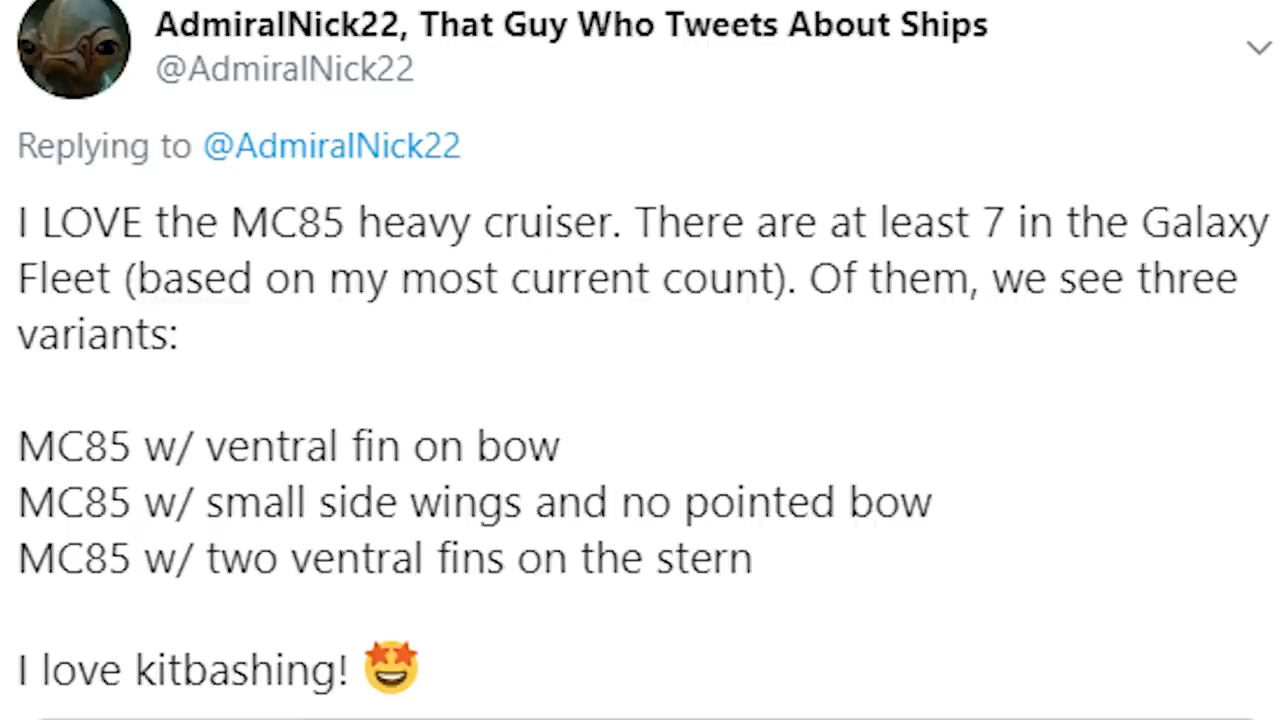 AdmiralNick22, That Guy Who Tweets About Ships
@AdmiralNick22
Replying to @AdmiralNick22
I LOVE the MC85 heavy cruiser. There are at least 7 in the Galaxy
Fleet (based on my most current count). Of them, we see three
variants:
MC85 w/ ventral fin on bow
MC85 w/ small side wings and no pointed bow
MC85 w/ two ventral fins on the stern
I love kitbashing! 🤩